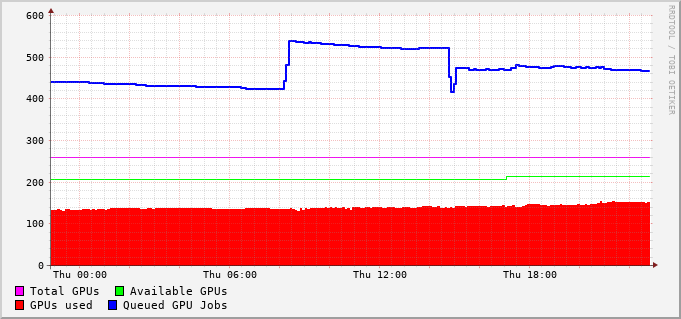 600
500
400
300
200
100
0
Thu 00:00 Thu 06:00 Thu 12:00 Thu 18:00
Total GPUs Available GPUs
GPUs used Queued GPU Jobs
RRDTOOL / TOBI OETIKER